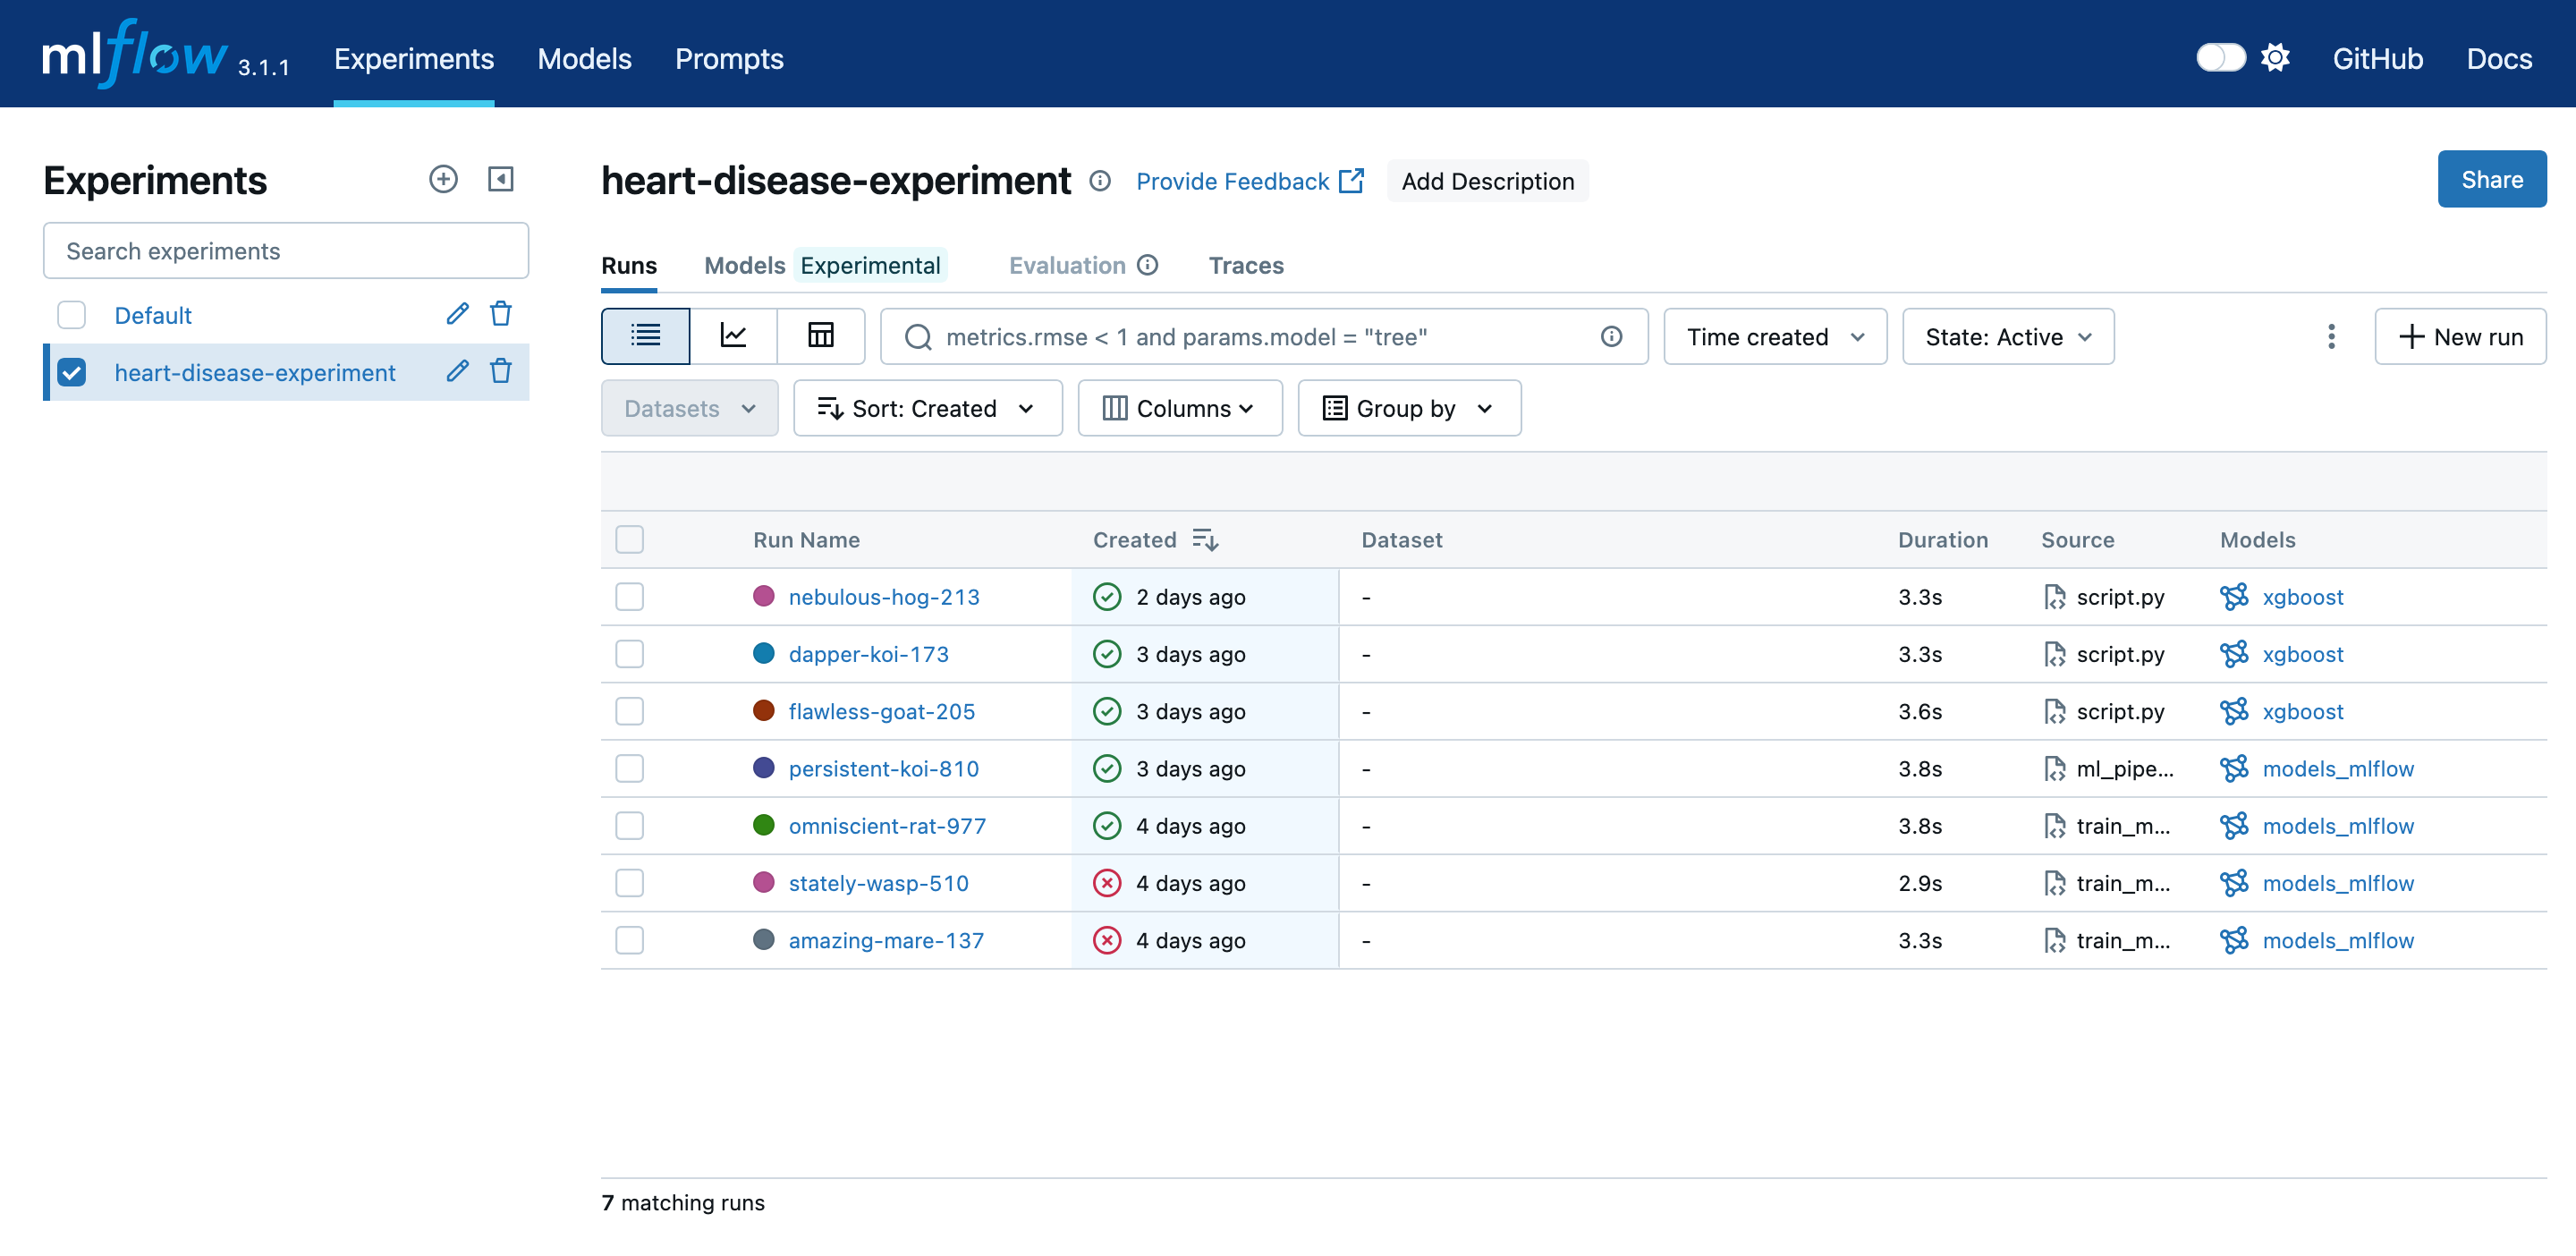 mlflow 3.1.1 Experiments Models Prompts GitHub Docs
Experiments
Search experiments
Default
heart-disease-experiment
heart-disease-experiment Provide Feedback Add Description Share
Runs Models Experimental Evaluation Traces
metrics.rmse < 1 and params.model = "tree" Time created State: Active New run
Datasets Sort: Created Columns Group by
Run Name Created Dataset Duration Source Models
nebulous-hog-213 2 days ago - 3.3s script.py xgboost
dapper-koi-173 3 days ago - 3.3s script.py xgboost
flawless-goat-205 3 days ago - 3.6s script.py xgboost
persistent-koi-810 3 days ago - 3.8s ml_pipe... models_mlflow
omniscient-rat-977 4 days ago - 3.8s train_m... models_mlflow
stately-wasp-510 4 days ago - 2.9s train_m... models_mlflow
amazing-mare-137 4 days ago - 3.3s train_m... models_mlflow
7 matching runs